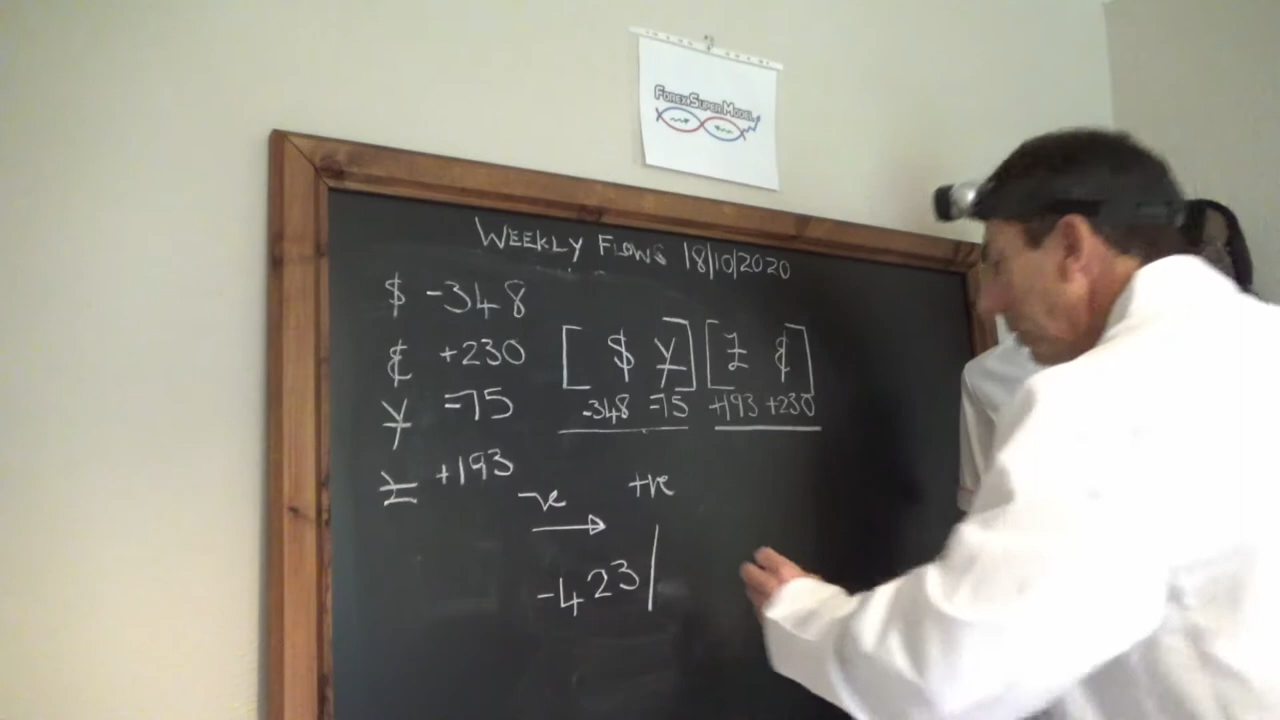 FOREXSUPERMODEL
WEEKLY FLOWS 18/10/2020
$ -348
₵ +230
Y -75
Z +193
[ $ Y ] [ Z ₵ ]
-348 -75 +193 +230
-ve → +ve
-423 |